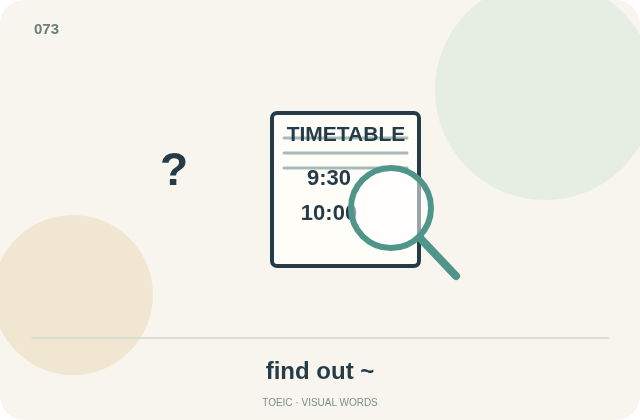 073
?
TIMETABLE
9:30
10:00
find out ~
TOEIC · VISUAL WORDS